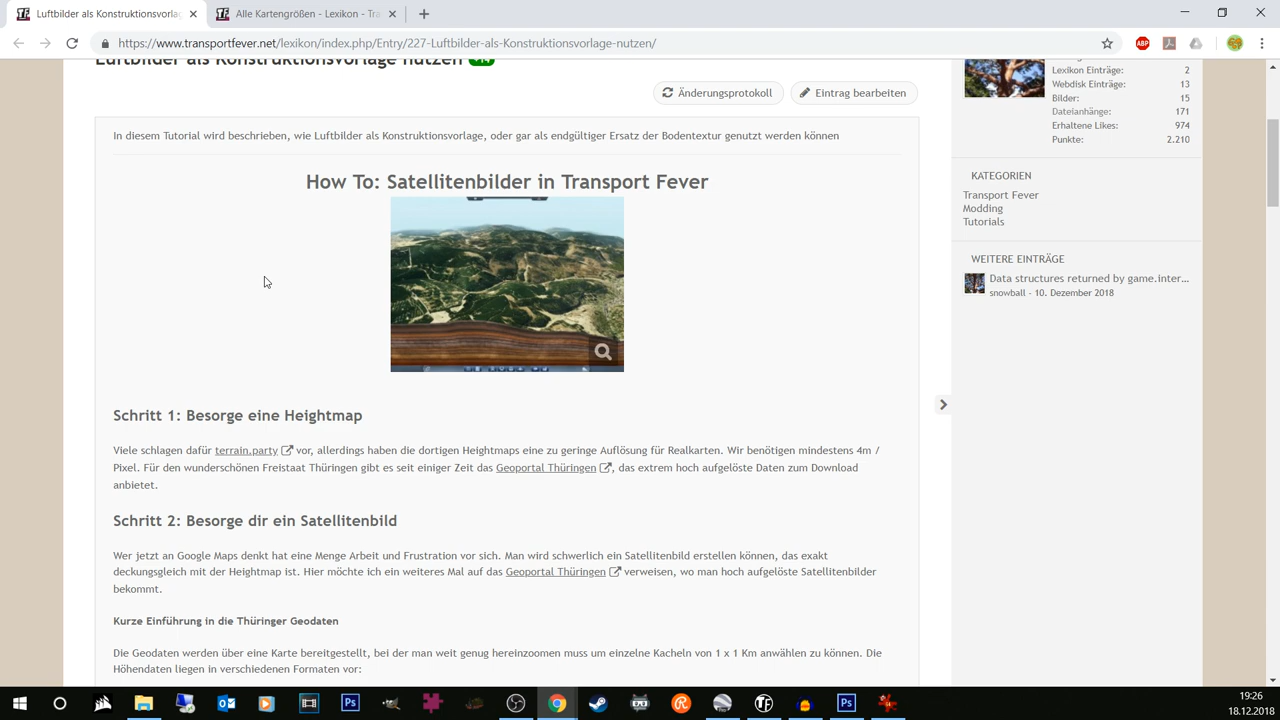 Luftbilder als Konstruktionsvorla
Alle Kartengrößen - Lexikon - Tra
https://www.transportfever.net/lexikon/index.php/Entry/227-Luftbilder-als-Konstruktionsvorlage-nutzen/
ABP
Luftbilder als Konstruktionsvorlage nutzen
Änderungsprotokoll
Eintrag bearbeiten
In diesem Tutorial wird beschrieben, wie Luftbilder als Konstruktionsvorlage, oder gar als endgültiger Ersatz der Bodentextur genutzt werden können
How To: Satellitenbilder in Transport Fever
Schritt 1: Besorge eine Heightmap
Viele schlagen dafür terrain.party vor, allerdings haben die dortigen Heightmaps eine zu geringe Auflösung für Realkarten. Wir benötigen mindestens 4m /
Pixel. Für den wunderschönen Freistaat Thüringen gibt es seit einiger Zeit das Geoportal Thüringen, das extrem hoch aufgelöste Daten zum Download
anbietet.
Schritt 2: Besorge dir ein Satellitenbild
Wer jetzt an Google Maps denkt hat eine Menge Arbeit und Frustration vor sich. Man wird schwerlich ein Satellitenbild erstellen können, das exakt
deckungsgleich mit der Heightmap ist. Hier möchte ich ein weiteres Mal auf das Geoportal Thüringen verweisen, wo man hoch aufgelöste Satellitenbilder
bekommt.
Kurze Einführung in die Thüringer Geodaten
Die Geodaten werden über eine Karte bereitgestellt, bei der man weit genug hereinzoomen muss um einzelne Kacheln von 1 x 1 Km anwählen zu können. Die
Höhendaten liegen in verschiedenen Formaten vor:
Lexikon Einträge: 2
Webdisk Einträge: 13
Bilder: 15
Dateianhänge: 171
Erhaltene Likes: 974
Punkte: 2.210
KATEGORIEN
Transport Fever
Modding
Tutorials
WEITERE EINTRÄGE
Data structures returned by game.inter...
snowball - 10. Dezember 2018
Ps
Ps
19:26
18.12.2018